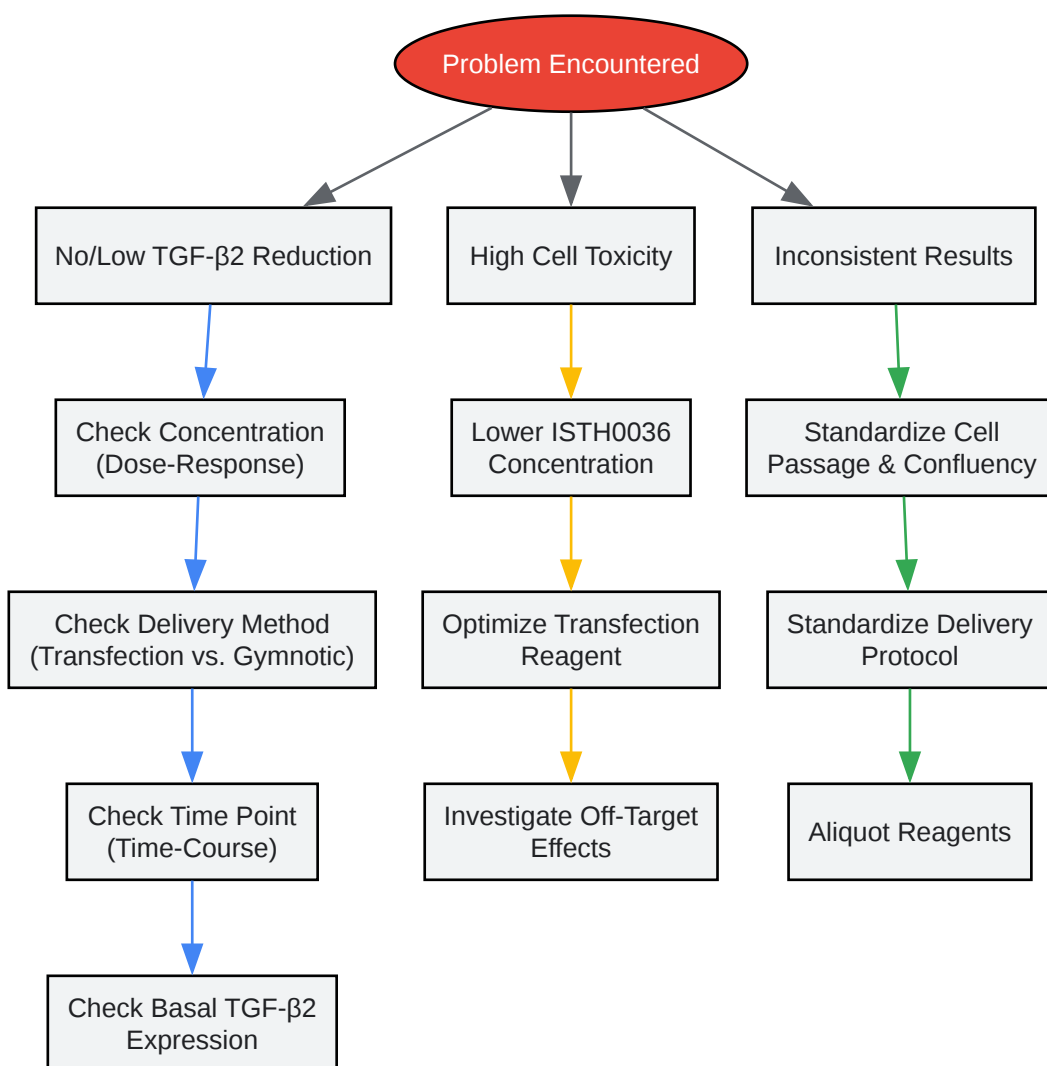 Problem Encountered
No/Low TGF-β2 Reduction
High Cell Toxicity
Inconsistent Results
Check Concentration
(Dose-Response)
Lower ISTH0036
Concentration
Standardize Cell
Passage & Confluency
Check Delivery Method
(Transfection vs. Gymnotic)
Optimize Transfection
Reagent
Standardize Delivery
Protocol
Check Time Point
(Time-Course)
Investigate Off-Target
Effects
Aliquot Reagents
Check Basal TGF-β2
Expression